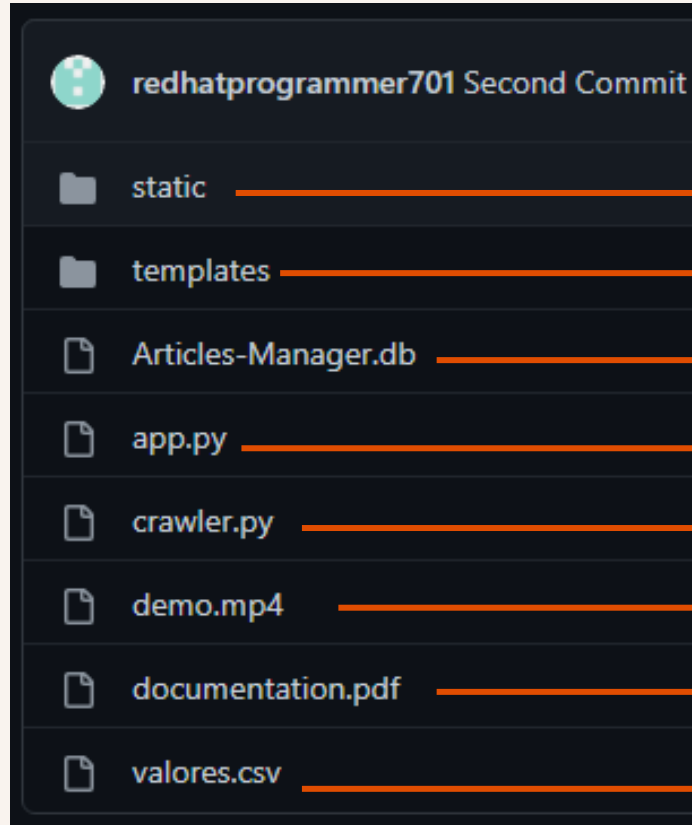 redhatprogrammer701 Second Commit
static
templates
Articles-Manager.db
app.py
crawler.py
demo.mp4
documentation.pdf
valores.csv